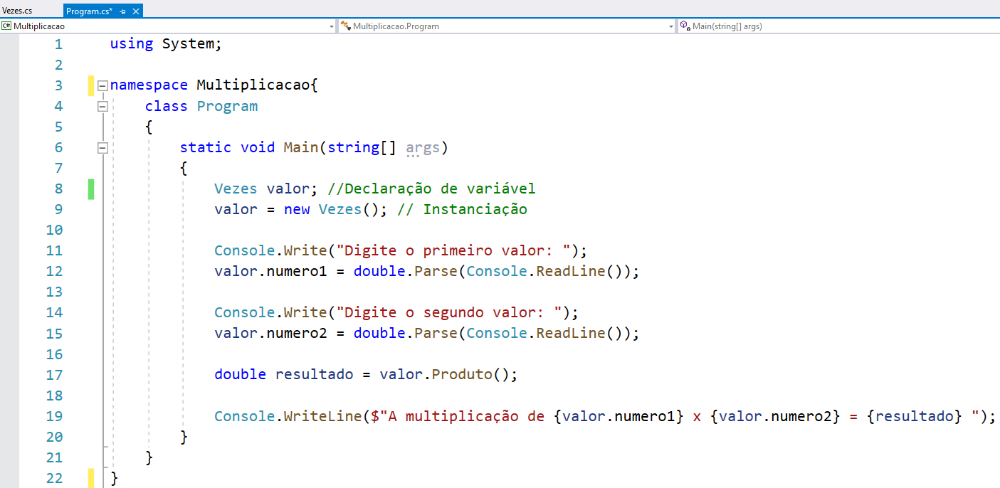 Vezes.cs Program.cs*
C# Multiplicacao Multiplicacao.Program Main(string[] args)
1 using System;
2
3 namespace Multiplicacao{
4 class Program
5 {
6 static void Main(string[] args)
7 {
8 Vezes valor; //Declaração de variável
9 valor = new Vezes(); // Instanciação
10
11 Console.Write("Digite o primeiro valor: ");
12 valor.numero1 = double.Parse(Console.ReadLine());
13
14 Console.Write("Digite o segundo valor: ");
15 valor.numero2 = double.Parse(Console.ReadLine());
16
17 double resultado = valor.Produto();
18
19 Console.WriteLine($"A multiplicação de {valor.numero1} x {valor.numero2} = {resultado} ");
20 }
21 }
22 }